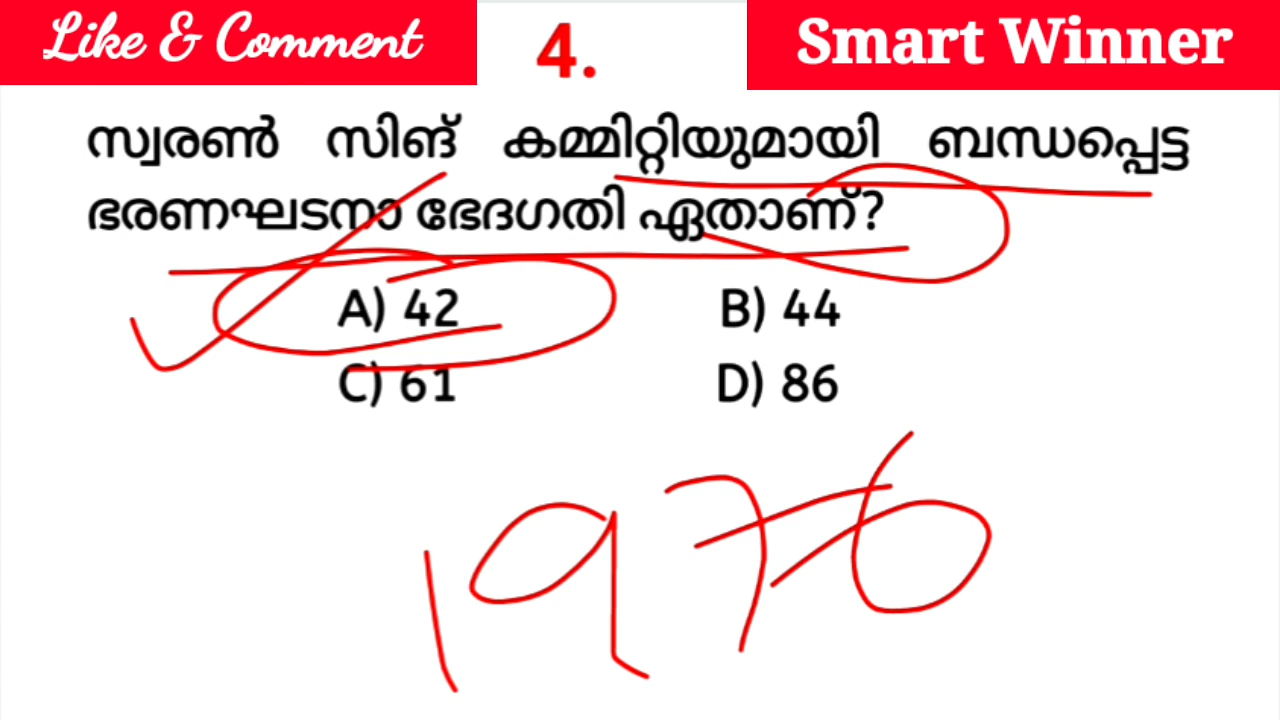 Like & Comment
4.
Smart Winner
സ്വരൺ സിങ് കമ്മിറ്റിയുമായി ബന്ധപ്പെട്ട
ഭരണഘടനാ ഭേദഗതി ഏതാണ്?
A) 42 B) 44
C) 61 D) 86
1976